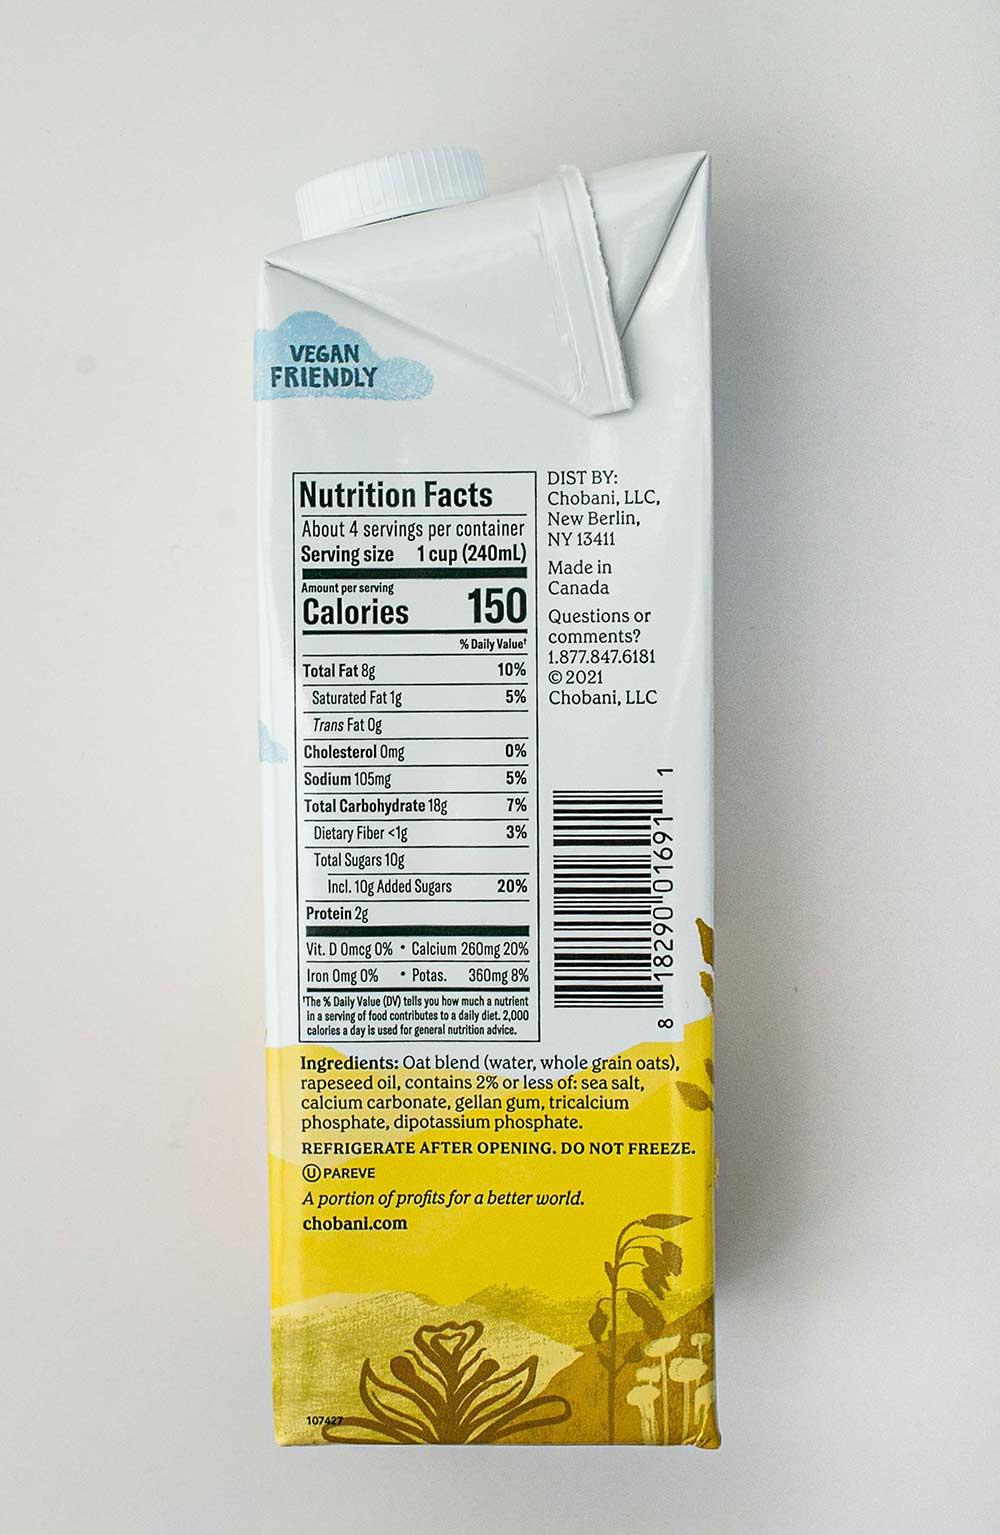 VEGAN
FRIENDLY
Nutrition Facts
About 4 servings per container
Serving size 1 cup (240mL)
Amount per serving
Calories 150
% Daily Value†
Total Fat 8g 10%
Saturated Fat 1g 5%
Trans Fat 0g
Cholesterol 0mg 0%
Sodium 105mg 5%
Total Carbohydrate 18g 7%
Dietary Fiber <1g 3%
Total Sugars 10g
Incl. 10g Added Sugars 20%
Protein 2g
Vit. D 0mcg 0% • Calcium 260mg 20%
Iron 0mg 0% • Potas. 360mg 8%
†The % Daily Value (DV) tells you how much a nutrient
in a serving of food contributes to a daily diet. 2,000
calories a day is used for general nutrition advice.
DIST BY:
Chobani, LLC,
New Berlin,
NY 13411
Made in
Canada
Questions or
comments?
1.877.847.6181
© 2021
Chobani, LLC
8 18290 01691 1
Ingredients: Oat blend (water, whole grain oats),
rapeseed oil, contains 2% or less of: sea salt,
calcium carbonate, gellan gum, tricalcium
phosphate, dipotassium phosphate.
REFRIGERATE AFTER OPENING. DO NOT FREEZE.
U PAREVE
A portion of profits for a better world.
chobani.com
107427